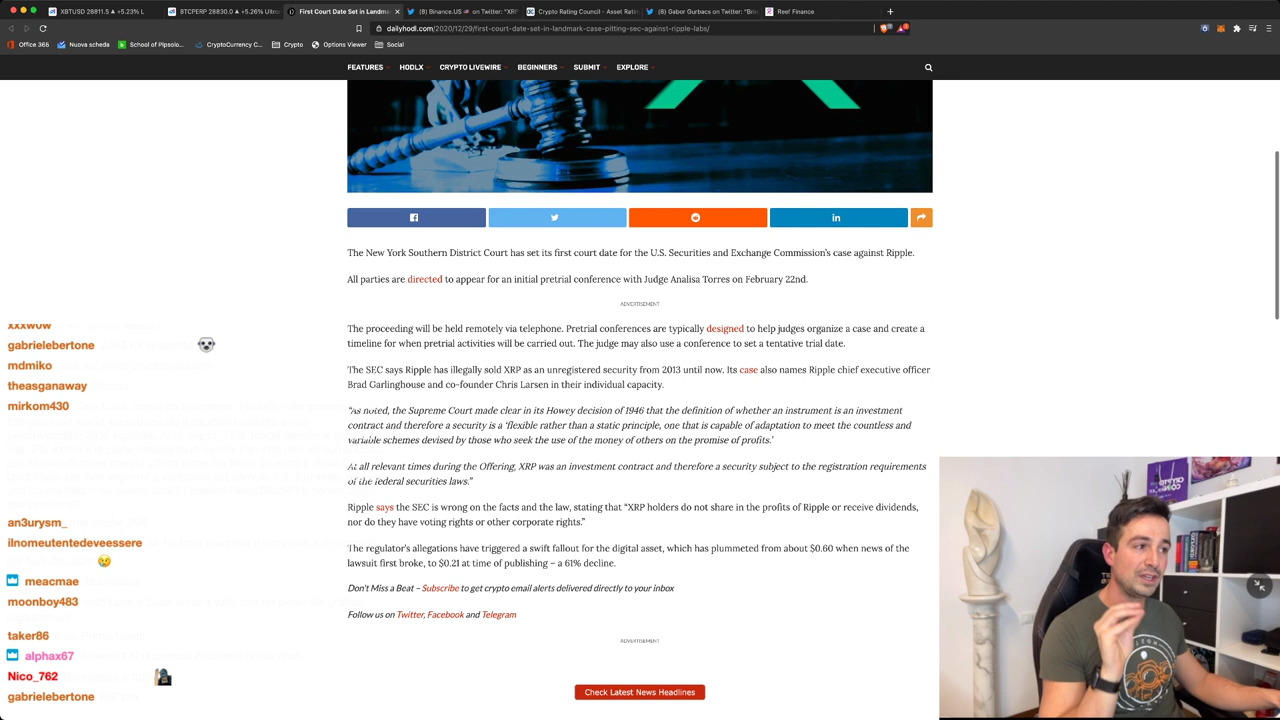 XBTUSD 28811.5 ▲ +5.23% L
BTCPERP 28830.0 ▲ +5.26% Ultro
First Court Date Set in Landma
Binance.US on Twitter: "XRP
Crypto Rating Council - Asset Ratin
Gabor Gurbacs on Twitter: "Bri
Reef Finance
dailyhodl.com/2020/12/29/first-court-date-set-in-landmark-case-pitting-sec-against-ripple-labs/
Office 365
Nuova scheda
School of Pipsolo...
CryptoCurrency C...
Crypto
Options Viewer
Social
FEATURES
HODLX
CRYPTO LIVEWIRE
BEGINNERS
SUBMIT
EXPLORE
The New York Southern District Court has set its first court date for the U.S. Securities and Exchange Commission's case against Ripple.
All parties are directed to appear for an initial pretrial conference with Judge Analisa Torres on February 22nd.
ADVERTISEMENT
The proceeding will be held remotely via telephone. Pretrial conferences are typically designed to help judges organize a case and create a
timeline for when pretrial activities will be carried out. The judge may also use a conference to set a tentative trial date.
The SEC says Ripple has illegally sold XRP as an unregistered security from 2013 until now. Its case also names Ripple chief executive officer
Brad Garlinghouse and co-founder Chris Larsen in their individual capacity.
"As noted, the Supreme Court made clear in its Howey decision of 1946 that the definition of whether an instrument is an investment
contract and therefore a security is a 'flexible rather than a static principle, one that is capable of adaptation to meet the countless and
variable schemes devised by those who seek the use of the money of others on the promise of profits.'
At all relevant times during the Offering, XRP was an investment contract and therefore a security subject to the registration requirements
of the federal securities laws."
Ripple says the SEC is wrong on the facts and the law, stating that "XRP holders do not share in the profits of Ripple or receive dividends,
nor do they have voting rights or other corporate rights."
The regulator's allegations have triggered a swift fallout for the digital asset, which has plummeted from about $0.60 when news of the
lawsuit first broke, to $0.21 at time of publishing – a 61% decline.
Don't Miss a Beat – Subscribe to get crypto email alerts delivered directly to your inbox
Follow us on Twitter, Facebook and Telegram
ADVERTISEMENT
Check Latest News Headlines
xxxw0w
gabrielebertone
mdmiko
theasganaway
mirkom430
an3urysm_
ilnomeutentedeveessere
meacmae
moonboy483
taker86
alphax67
Nico_762
gabrielebertone